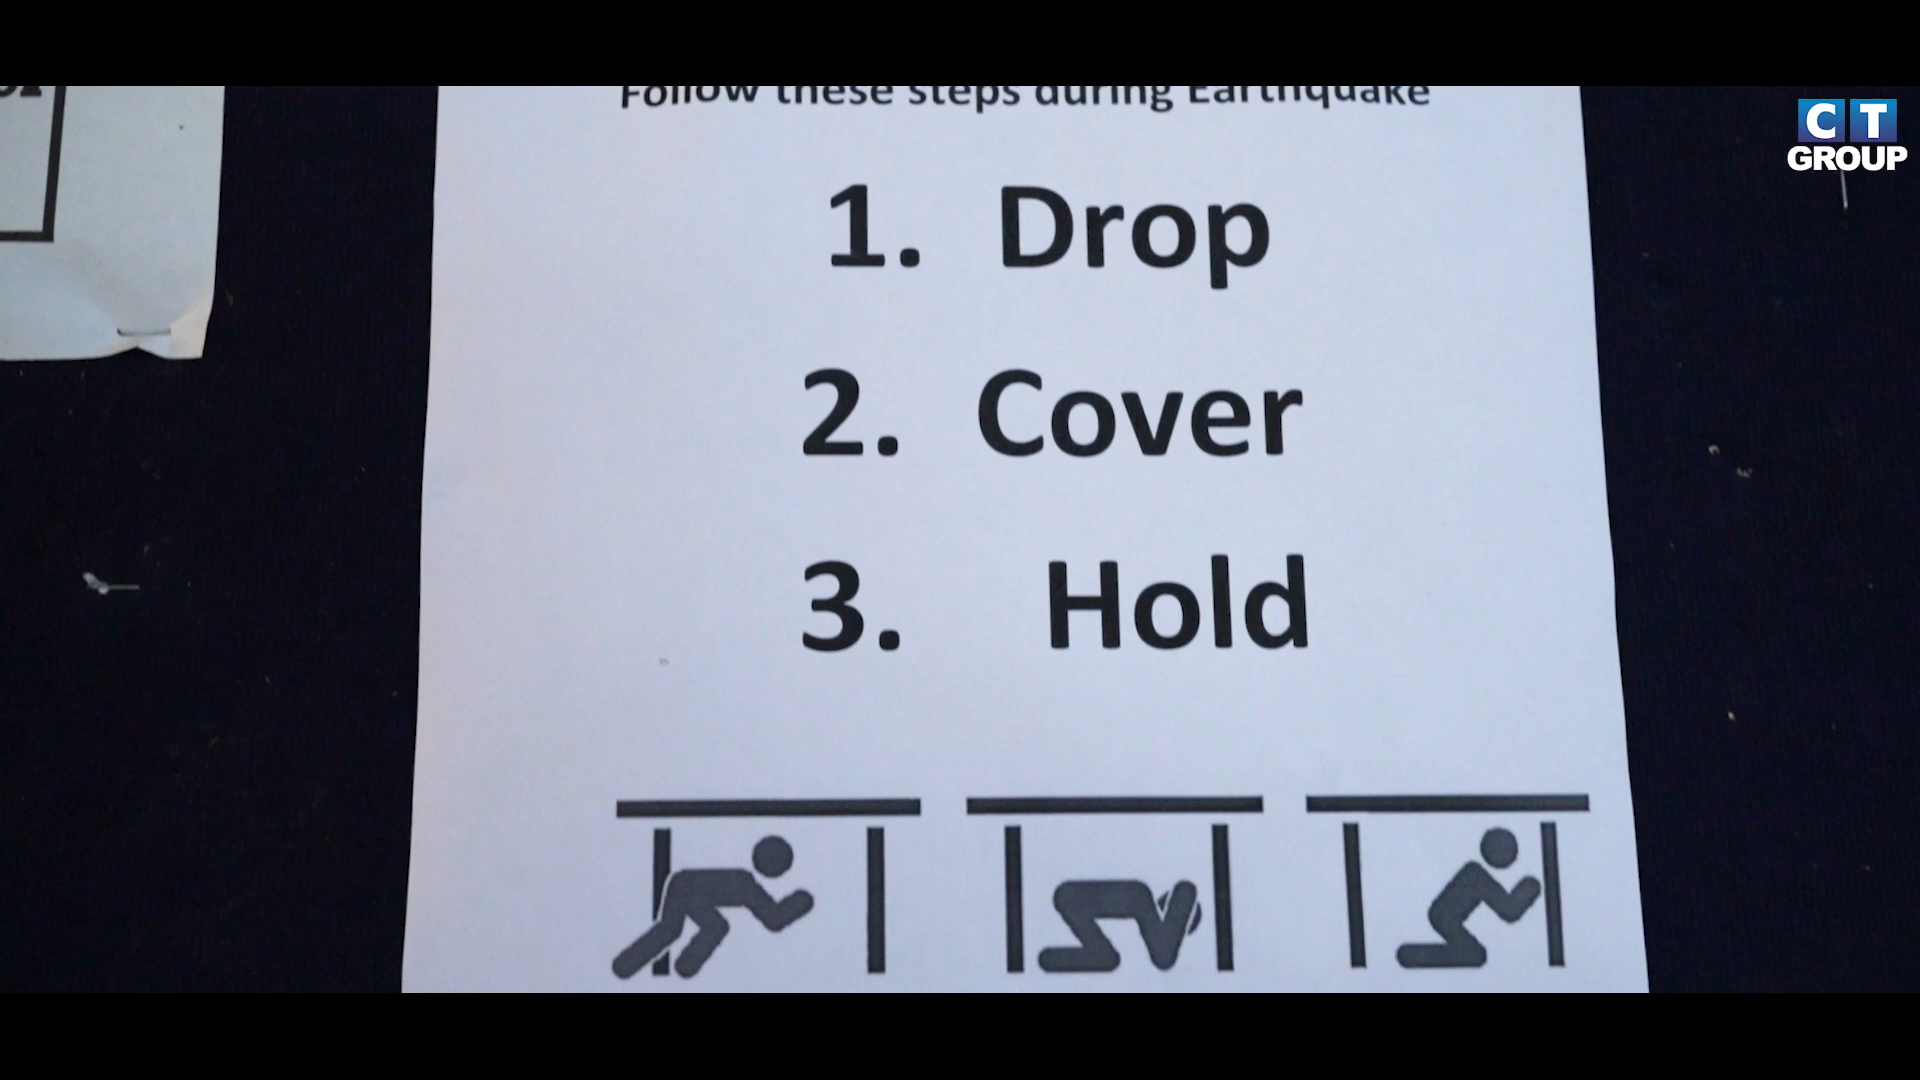 Follow these steps during Earthquake
1. Drop
2. Cover
3. Hold
CT
GROUP